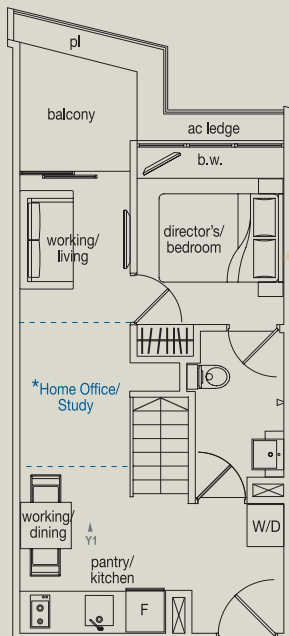 pl
balcony
ac ledge
b.w.
working/
living
director's/
bedroom
*Home Office/
Study
working/
dining
Y1
W/D
pantry/
kitchen
F